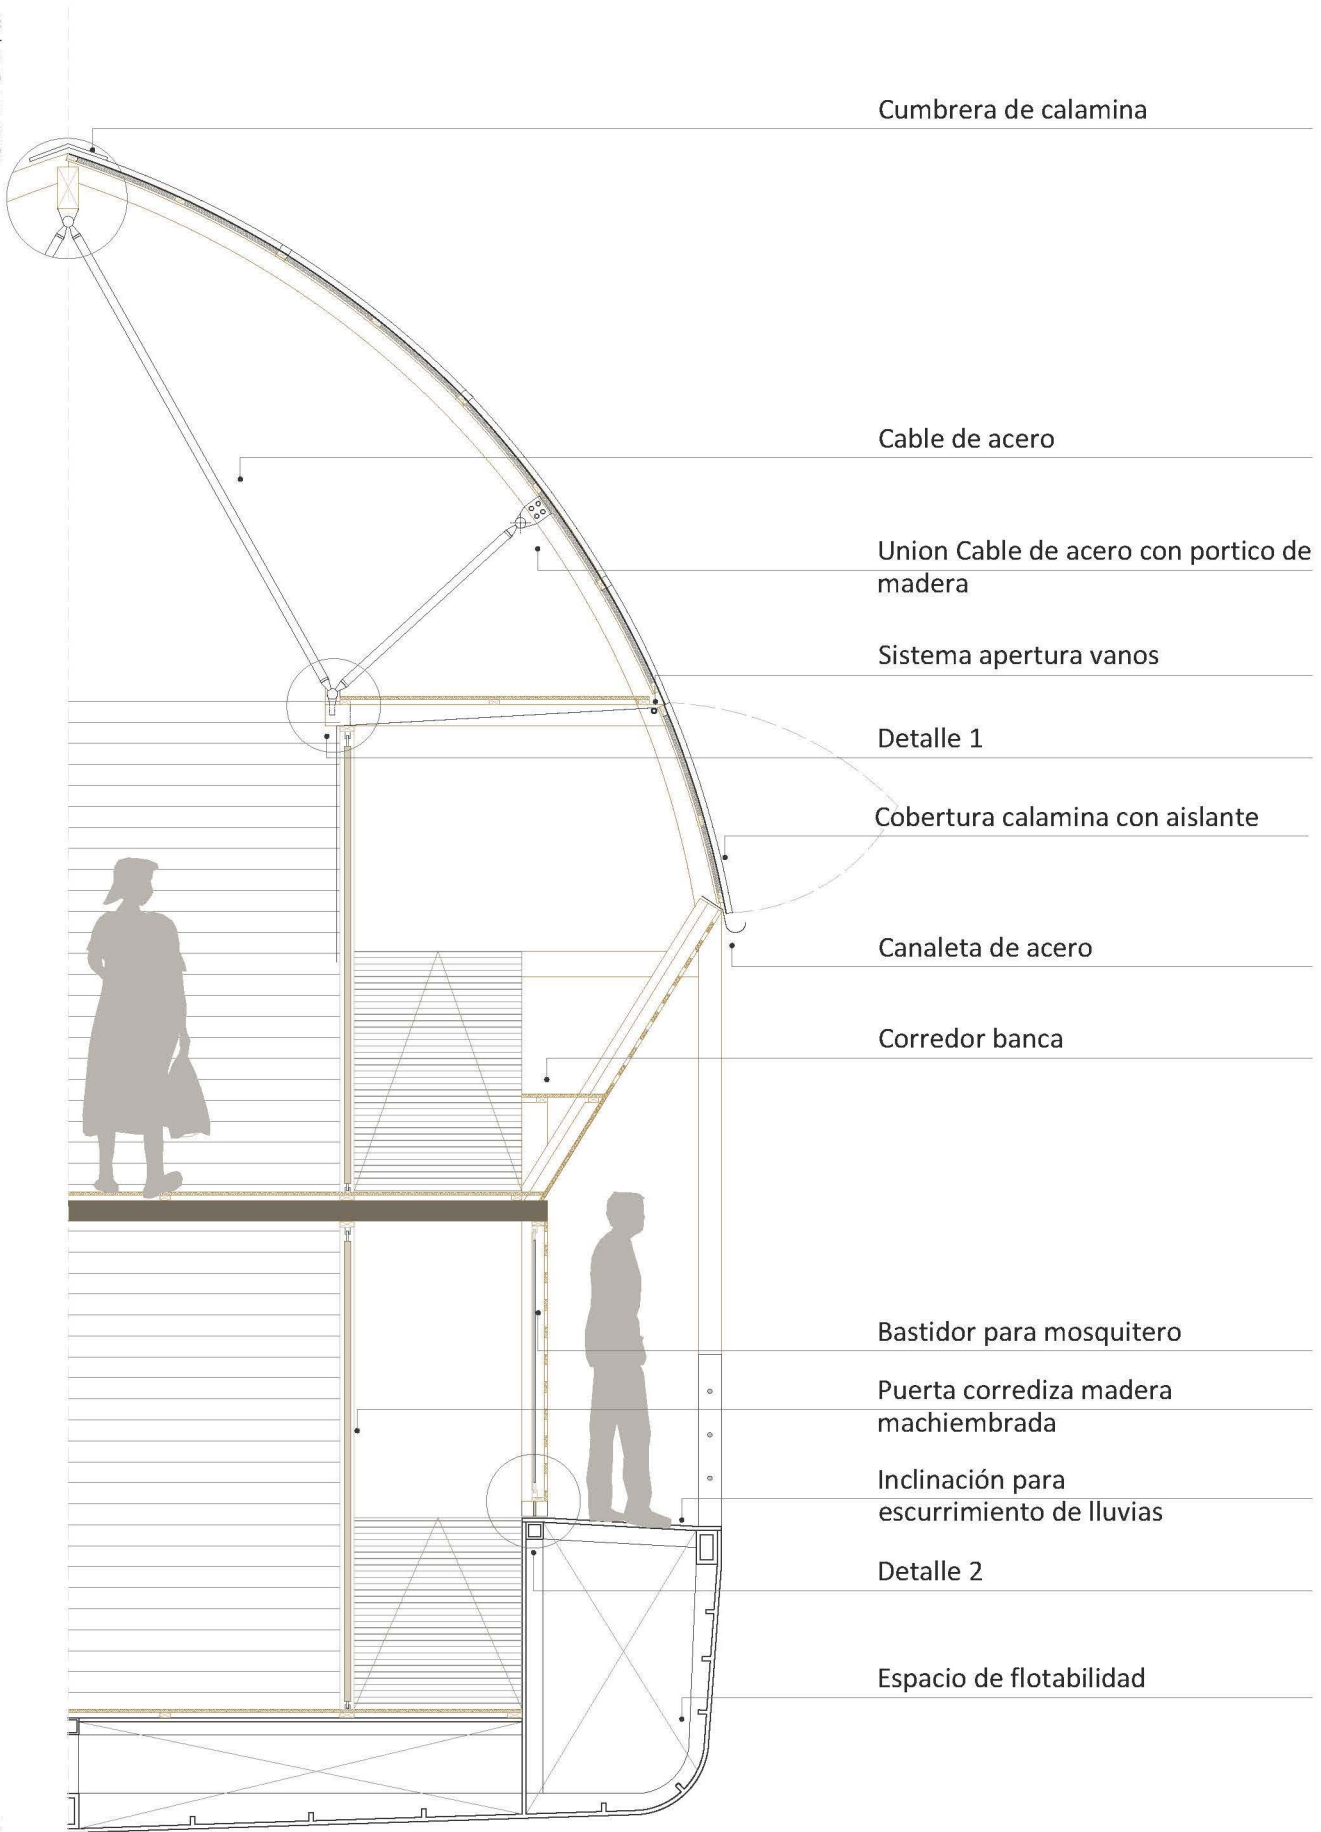 Cumbrera de calamina
Cable de acero
Union Cable de acero con portico de
madera
Sistema apertura vanos
Detalle 1
Cobertura calamina con aislante
Canaleta de acero
Corredor banca
Bastidor para mosquitero
Puerta corrediza madera
machiembrada
Inclinación para
escurrimiento de lluvias
Detalle 2
Espacio de flotabilidad